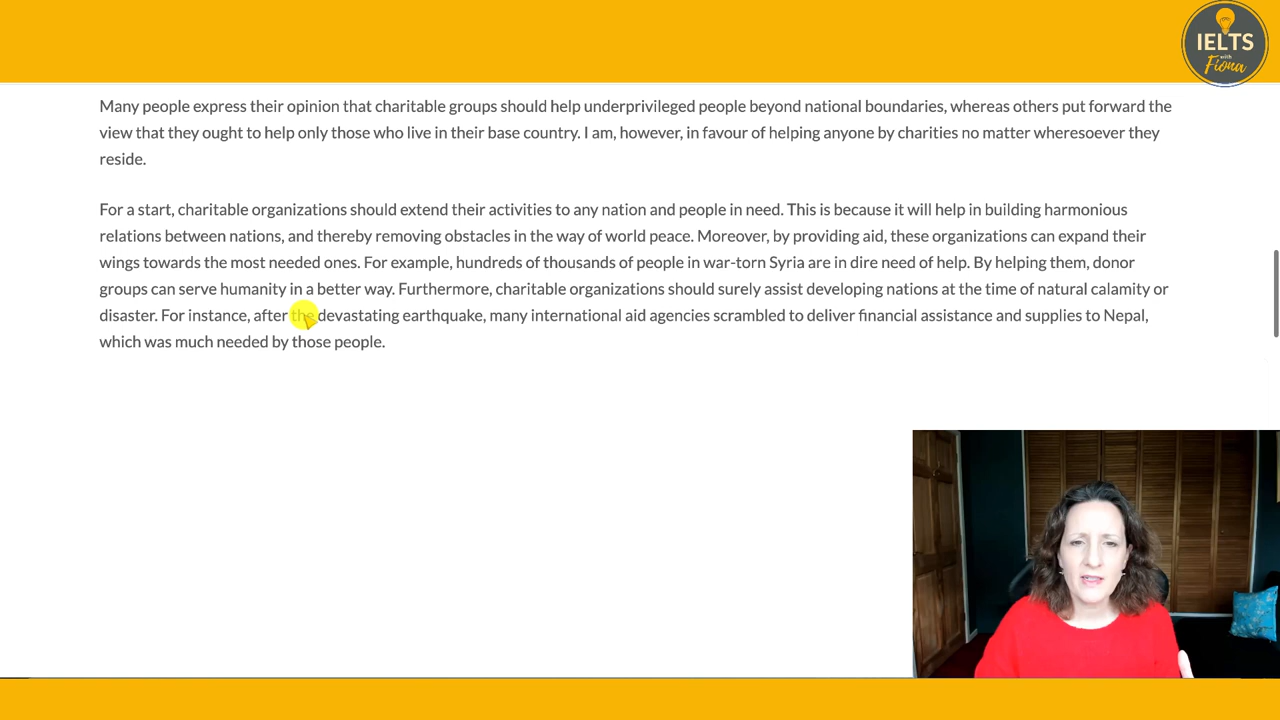 IELTS
with
Fiona
Many people express their opinion that charitable groups should help underprivileged people beyond national boundaries, whereas others put forward the
view that they ought to help only those who live in their base country. I am, however, in favour of helping anyone by charities no matter wheresoever they
reside.
For a start, charitable organizations should extend their activities to any nation and people in need. This is because it will help in building harmonious
relations between nations, and thereby removing obstacles in the way of world peace. Moreover, by providing aid, these organizations can expand their
wings towards the most needed ones. For example, hundreds of thousands of people in war-torn Syria are in dire need of help. By helping them, donor
groups can serve humanity in a better way. Furthermore, charitable organizations should surely assist developing nations at the time of natural calamity or
disaster. For instance, after the devastating earthquake, many international aid agencies scrambled to deliver financial assistance and supplies to Nepal,
which was much needed by those people.